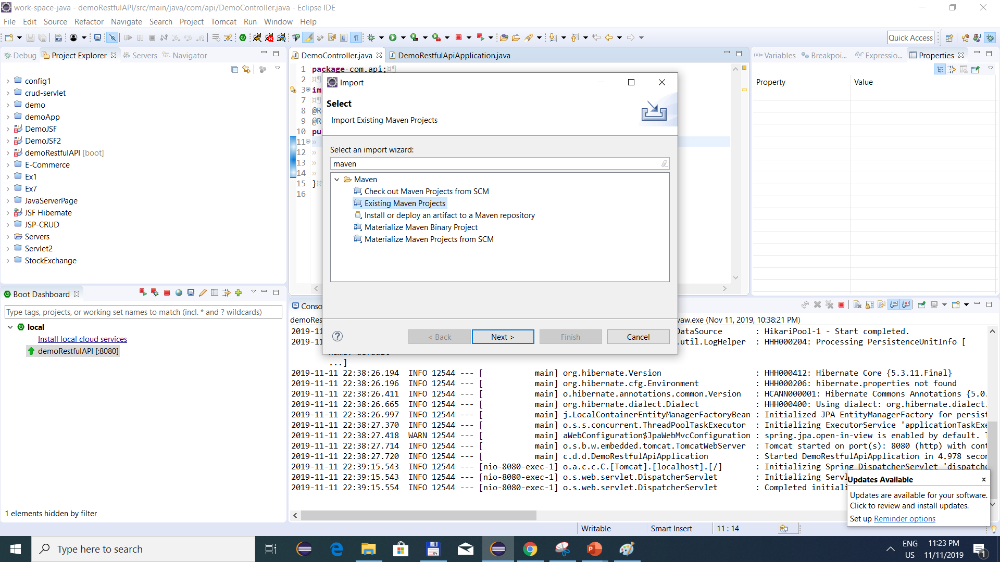 work-space-java - demoRestfulAPI/src/main/java/com/api/DemoController.java - Eclipse IDE
File Edit Source Refactor Navigate Search Project Tomcat Run Window Help
Quick Access
Debug Project Explorer Servers Navigator
config1
crud-servlet
demo
demoApp
DemoJSF
DemoJSF2
demoRestfulAPI [boot]
E-Commerce
Ex1
Ex7
JavaServerPage
JSF Hibernate
JSP-CRUD
Servers
Servlet2
StockExchange
DemoController.java DemoRestfulApiApplication.java
1 package com.api;¤¶
2 ¤¶
3 im
7 ¤¶
8 @R
9 @R
10 pu
11 »
12 »
13 »
14 »
15 }¤
16
Import
Select
Import Existing Maven Projects
Select an import wizard:
maven
Maven
Check out Maven Projects from SCM
Existing Maven Projects
Install or deploy an artifact to a Maven repository
Materialize Maven Binary Project
Materialize Maven Projects from SCM
< Back Next > Finish Cancel
(x)= Variables Breakpoi... Expressio... Properties
Property Value
Boot Dashboard
Type tags, projects, or working set names to match (incl. * and ? wildcards)
local
Install local cloud services
demoRestfulAPI [:8080]
1 elements hidden by filter
Conso
demoRes vaw.exe (Nov 11, 2019, 10:38:21 PM)
2019-11 DataSource : HikariPool-1 - Start completed.
2019-11 .util.LogHelper : HHH000204: Processing PersistenceUnitInfo [
name: default
...]
2019-11-11 22:38:26.194 INFO 12544 --- [ main] org.hibernate.Version : HHH000412: Hibernate Core {5.3.11.Final}
2019-11-11 22:38:26.196 INFO 12544 --- [ main] org.hibernate.cfg.Environment : HHH000206: hibernate.properties not found
2019-11-11 22:38:26.411 INFO 12544 --- [ main] o.hibernate.annotations.common.Version : HCANN000001: Hibernate Commons Annotations {5.0.
2019-11-11 22:38:26.665 INFO 12544 --- [ main] org.hibernate.dialect.Dialect : HHH000400: Using dialect: org.hibernate.dialect.
2019-11-11 22:38:26.997 INFO 12544 --- [ main] j.LocalContainerEntityManagerFactoryBean : Initialized JPA EntityManagerFactory for persist
2019-11-11 22:38:27.370 INFO 12544 --- [ main] o.s.s.concurrent.ThreadPoolTaskExecutor : Initializing ExecutorService 'applicationTaskExe
2019-11-11 22:38:27.418 WARN 12544 --- [ main] aWebConfiguration$JpaWebMvcConfiguration : spring.jpa.open-in-view is enabled by default. T
2019-11-11 22:38:27.714 INFO 12544 --- [ main] o.s.b.w.embedded.tomcat.TomcatWebServer : Tomcat started on port(s): 8080 (http) with cont
2019-11-11 22:38:27.720 INFO 12544 --- [ main] c.d.d.DemoRestfulApiApplication : Started DemoRestfulApiApplication in 4.978 secon
2019-11-11 22:39:15.543 INFO 12544 --- [nio-8080-exec-1] o.a.c.c.C.[Tomcat].[localhost].[/] : Initializing Spring DispatcherServlet 'dispatche
2019-11-11 22:39:15.543 INFO 12544 --- [nio-8080-exec-1] o.s.web.servlet.DispatcherServlet : Initializing Serv
2019-11-11 22:39:15.554 INFO 12544 --- [nio-8080-exec-1] o.s.web.servlet.DispatcherServlet : Completed initiali
Updates Available
Updates are available for your software.
Click to review and install updates.
Set up Reminder options
Writable Smart Insert 11 : 14
Type here to search
ENG
US
11:23 PM
11/11/2019
1